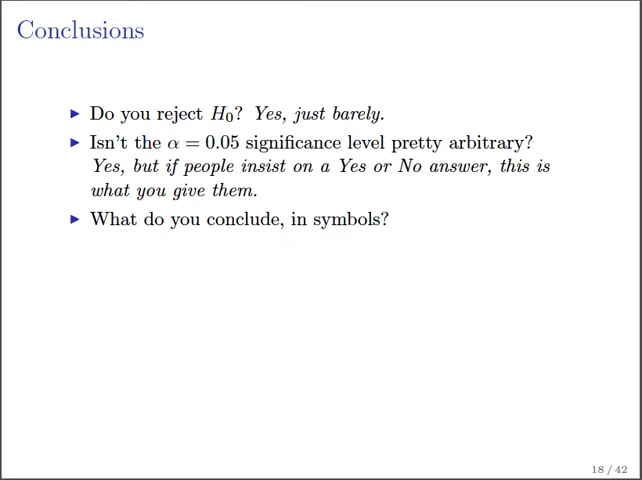 Conclusions
▶ Do you reject H₀? Yes, just barely.
▶ Isn't the α = 0.05 significance level pretty arbitrary?
Yes, but if people insist on a Yes or No answer, this is
what you give them.
▶ What do you conclude, in symbols?
18 / 42